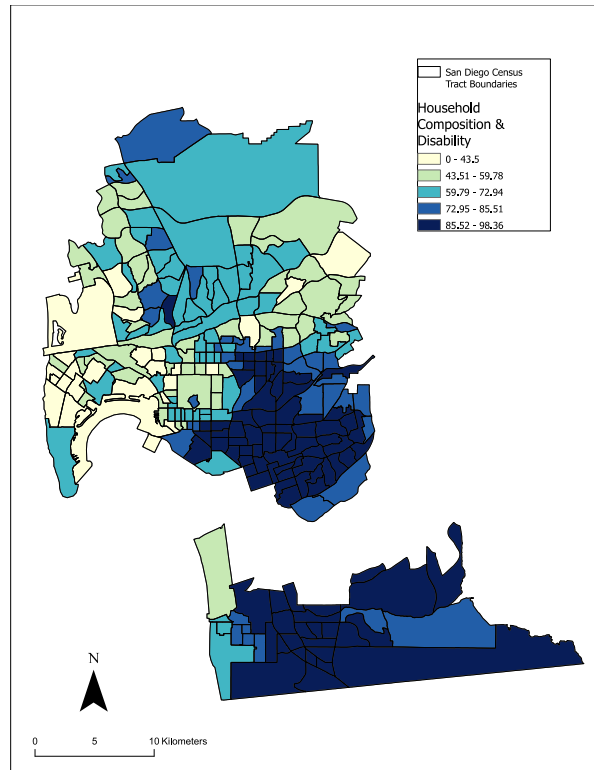 San Diego Census
Tract Boundaries
Household
Composition &
Disability
0 - 43.5
43.51 - 59.78
59.79 - 72.94
72.95 - 85.51
85.52 - 98.36
N
0 5 10 Kilometers